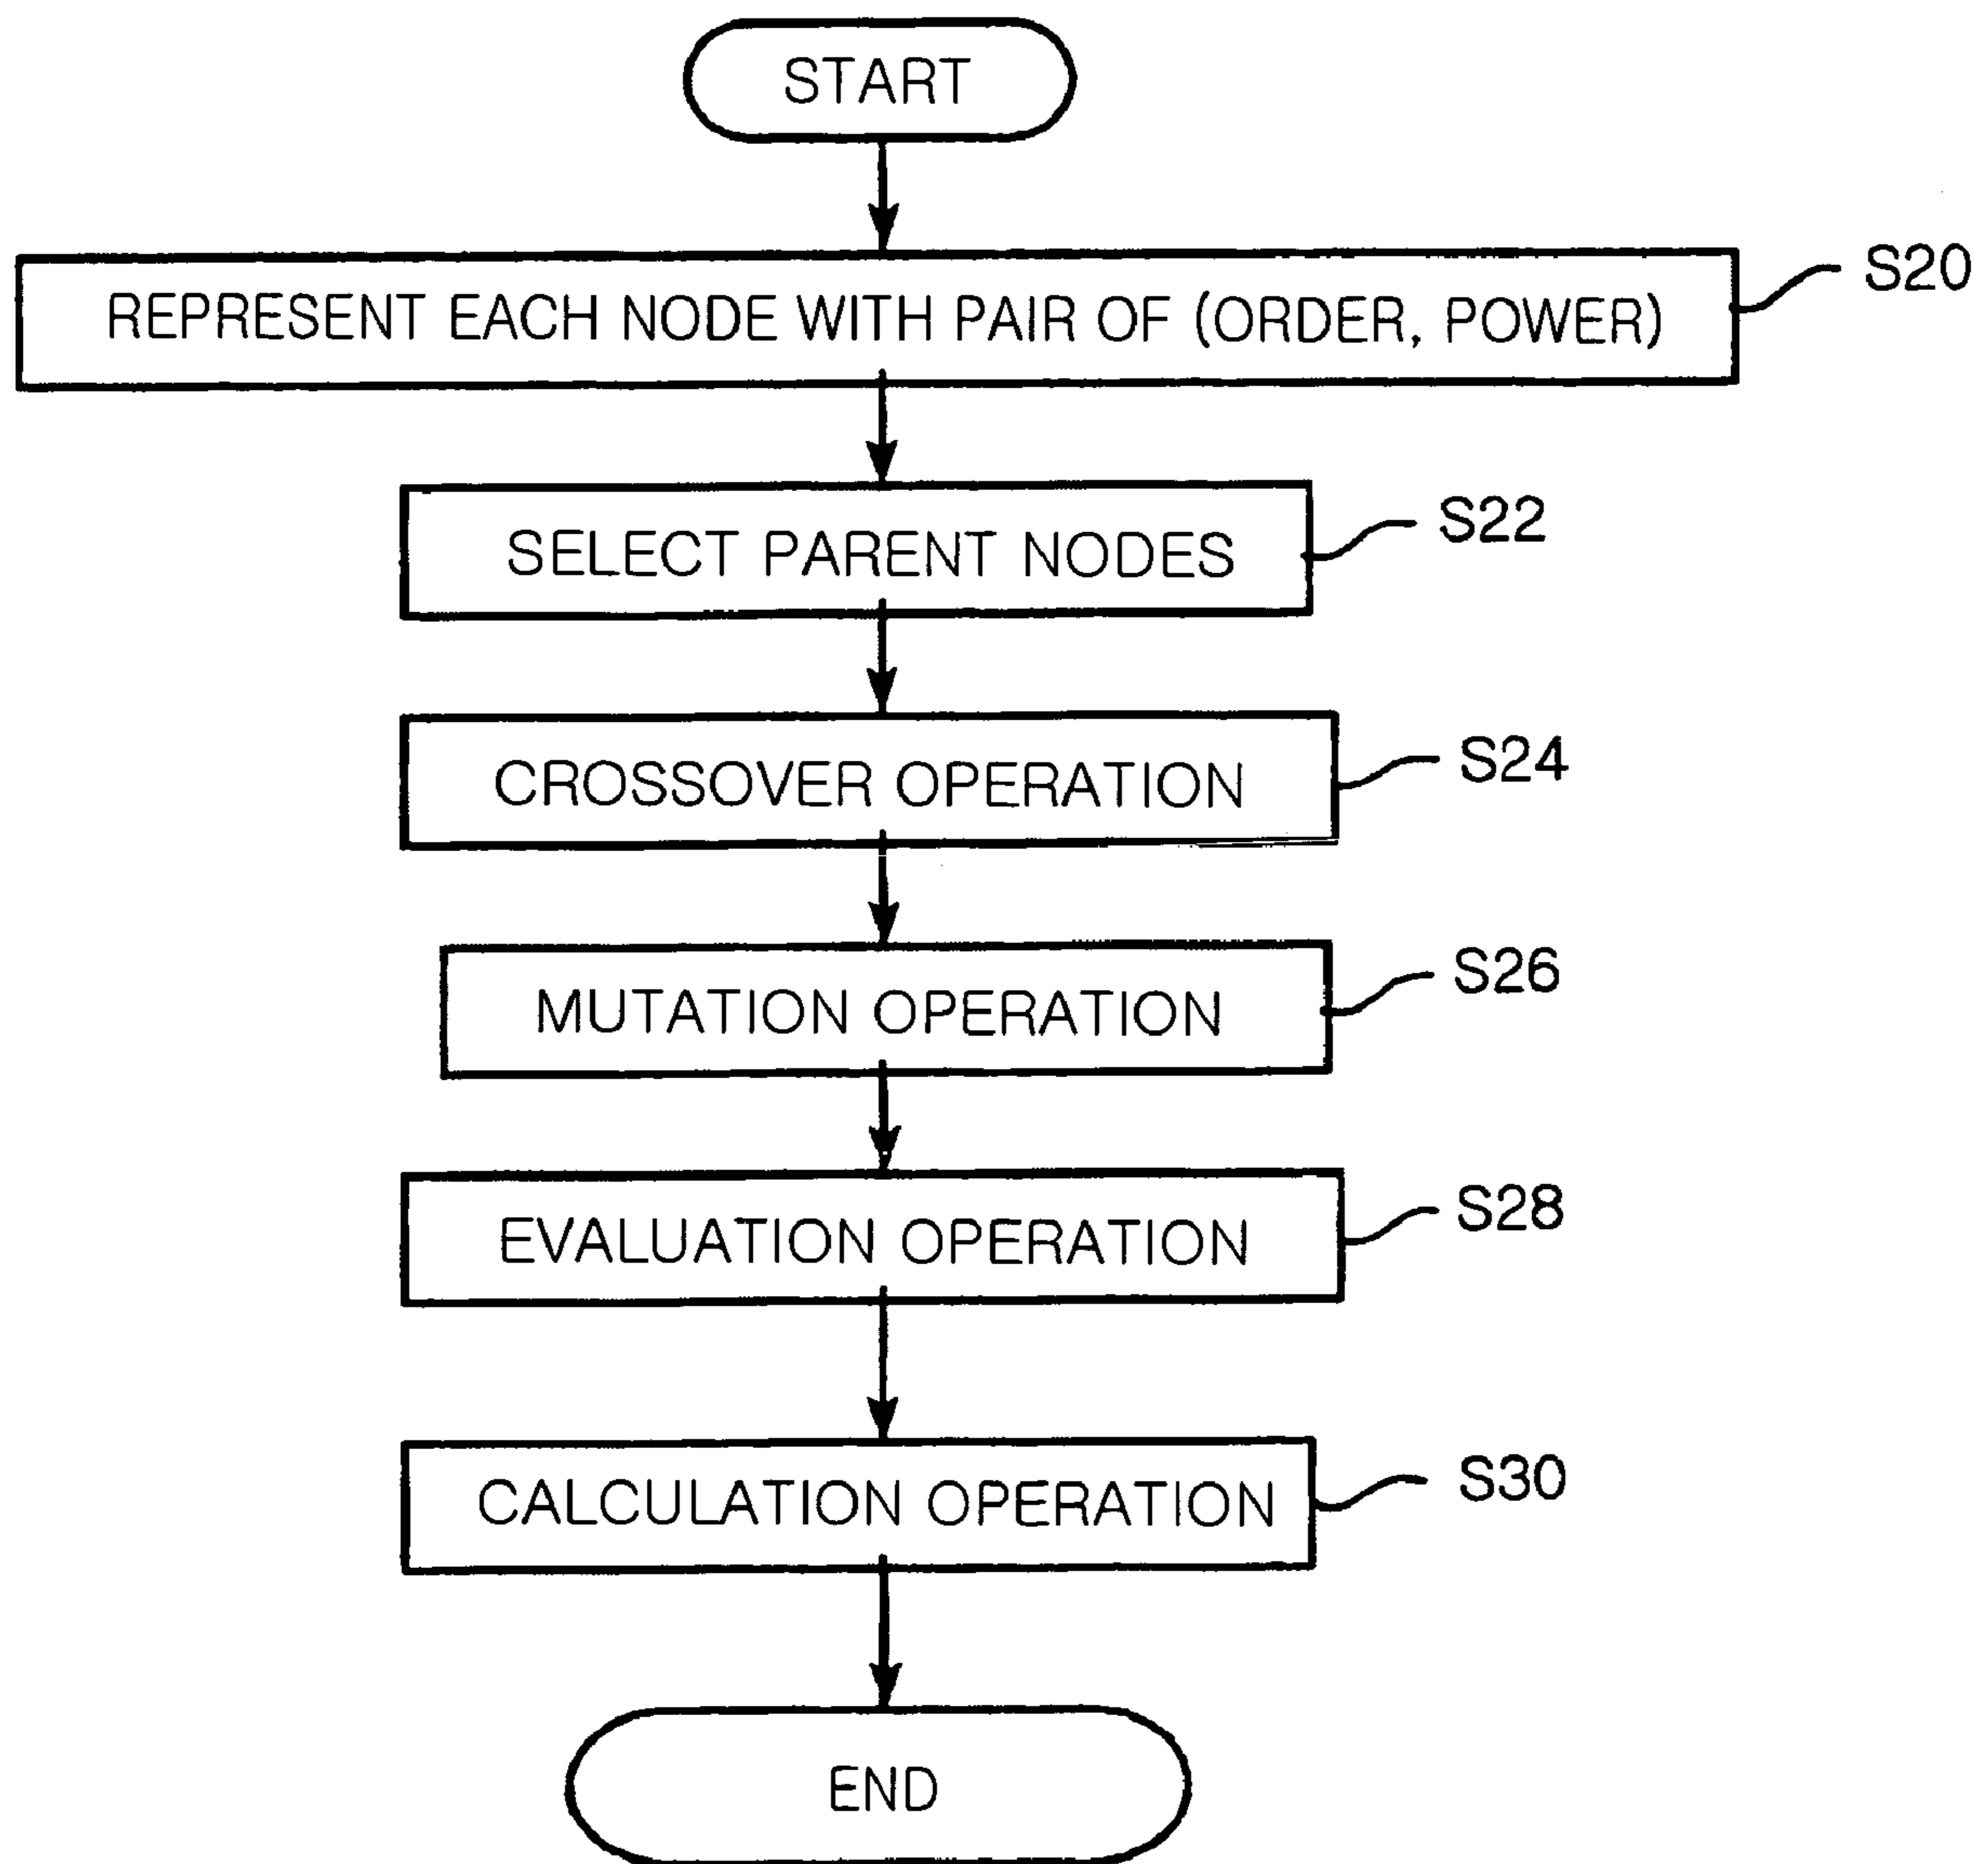 START
REPRESENT EACH NODE WITH PAIR OF (ORDER, POWER)
S20
SELECT PARENT NODES
S22
CROSSOVER OPERATION
S24
MUTATION OPERATION
S26
EVALUATION OPERATION
S28
CALCULATION OPERATION
S30
END